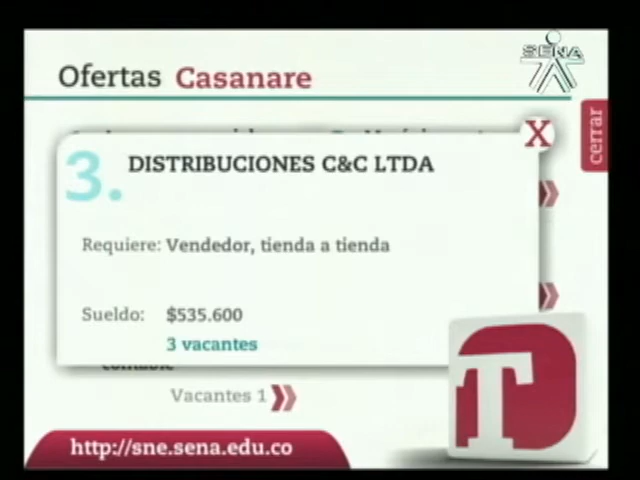 SENA
Ofertas Casanare
cerrar
X
3. DISTRIBUCIONES C&C LTDA
Requiere: Vendedor, tienda a tienda
Sueldo: $535.600
3 vacantes
contable
Vacantes 1
T
http://sne.sena.edu.co